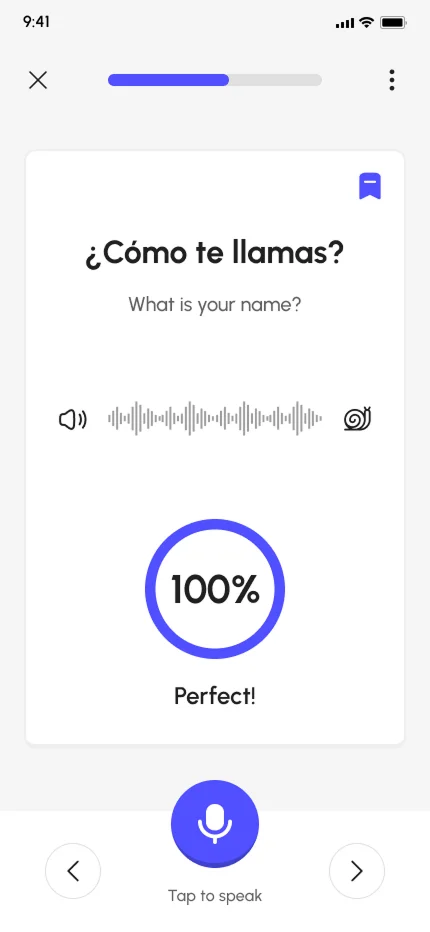 9:41
¿Cómo te llamas?
What is your name?
100%
Perfect!
Tap to speak